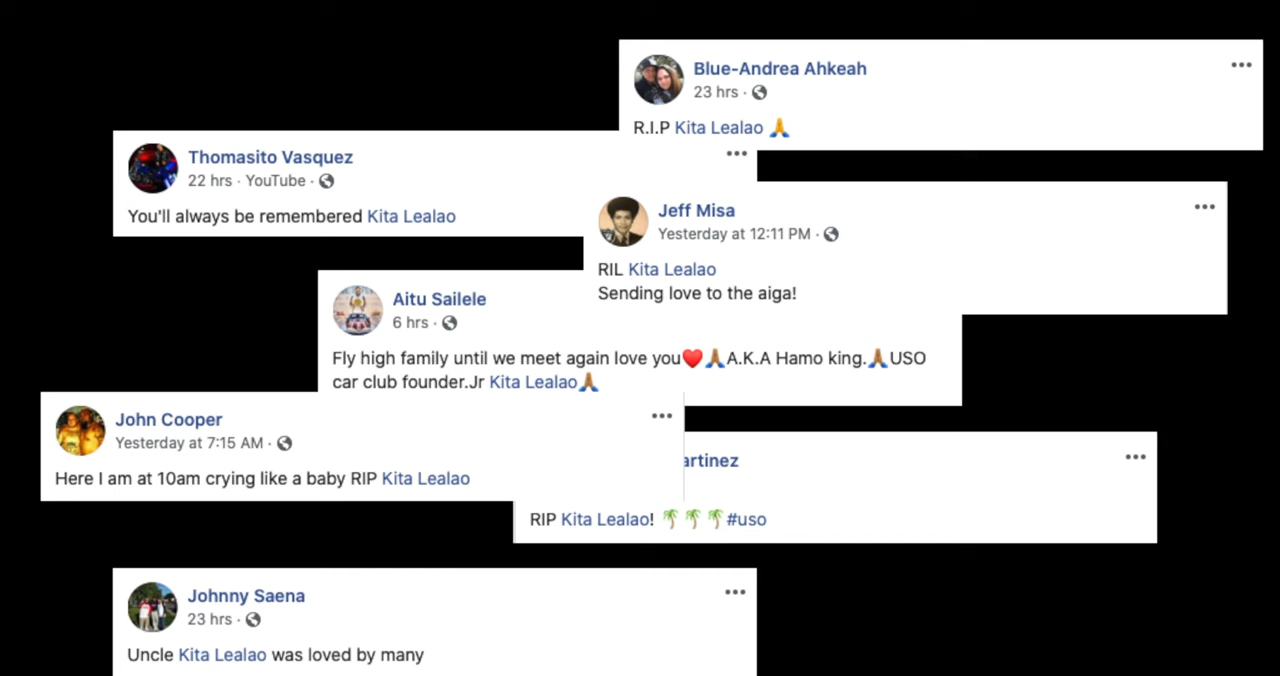 Blue-Andrea Ahkeah
23 hrs ·
R.I.P Kita Lealao 🙏
Thomasito Vasquez
22 hrs · YouTube ·
You'll always be remembered Kita Lealao
Jeff Misa
Yesterday at 12:11 PM ·
RIL Kita Lealao
Sending love to the aiga!
Aitu Sailele
6 hrs ·
Fly high family until we meet again love you❤️🙏🏾A.K.A Hamo king.🙏🏾USO
car club founder.Jr Kita Lealao🙏🏾
John Cooper
Yesterday at 7:15 AM ·
Here I am at 10am crying like a baby RIP Kita Lealao
artinez
RIP Kita Lealao! 🌴🌴🌴#uso
Johnny Saena
23 hrs ·
Uncle Kita Lealao was loved by many